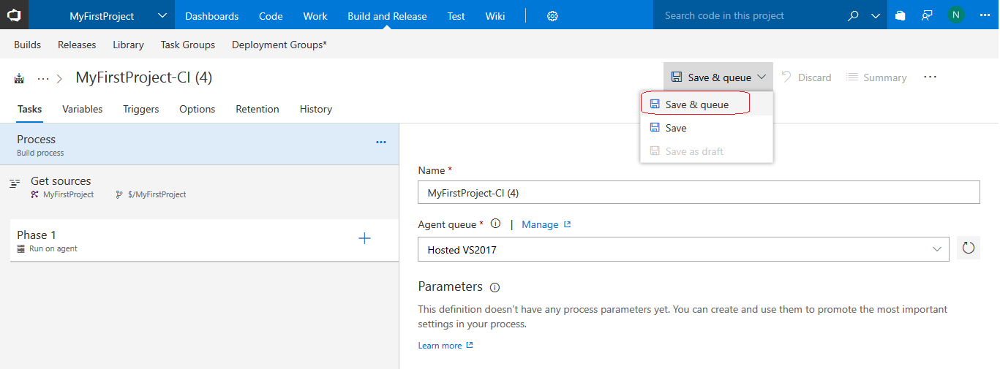 MyFirstProject Dashboards Code Work Build and Release Test Wiki Search code in this project N
Builds Releases Library Task Groups Deployment Groups*
... MyFirstProject-CI (4) Save & queue Discard Summary ...
Save & queue
Save
Save as draft
Tasks Variables Triggers Options Retention History
Process ...
Build process
Get sources
MyFirstProject $/MyFirstProject
Phase 1
Run on agent
Name *
MyFirstProject-CI (4)
Agent queue * | Manage
Hosted VS2017
Parameters
This definition doesn't have any process parameters yet. You can create and use them to promote the most important
settings in your process.
Learn more